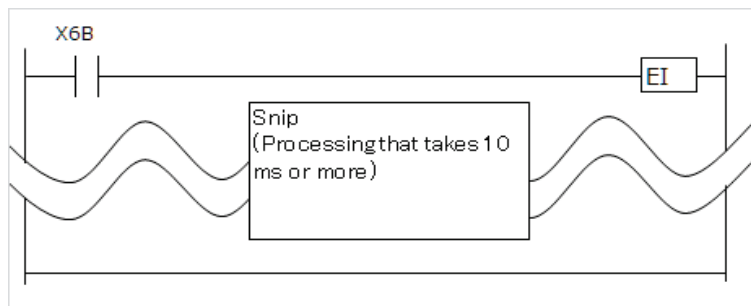 X6B
EI
Snip
(Processing that takes 10
ms or more)